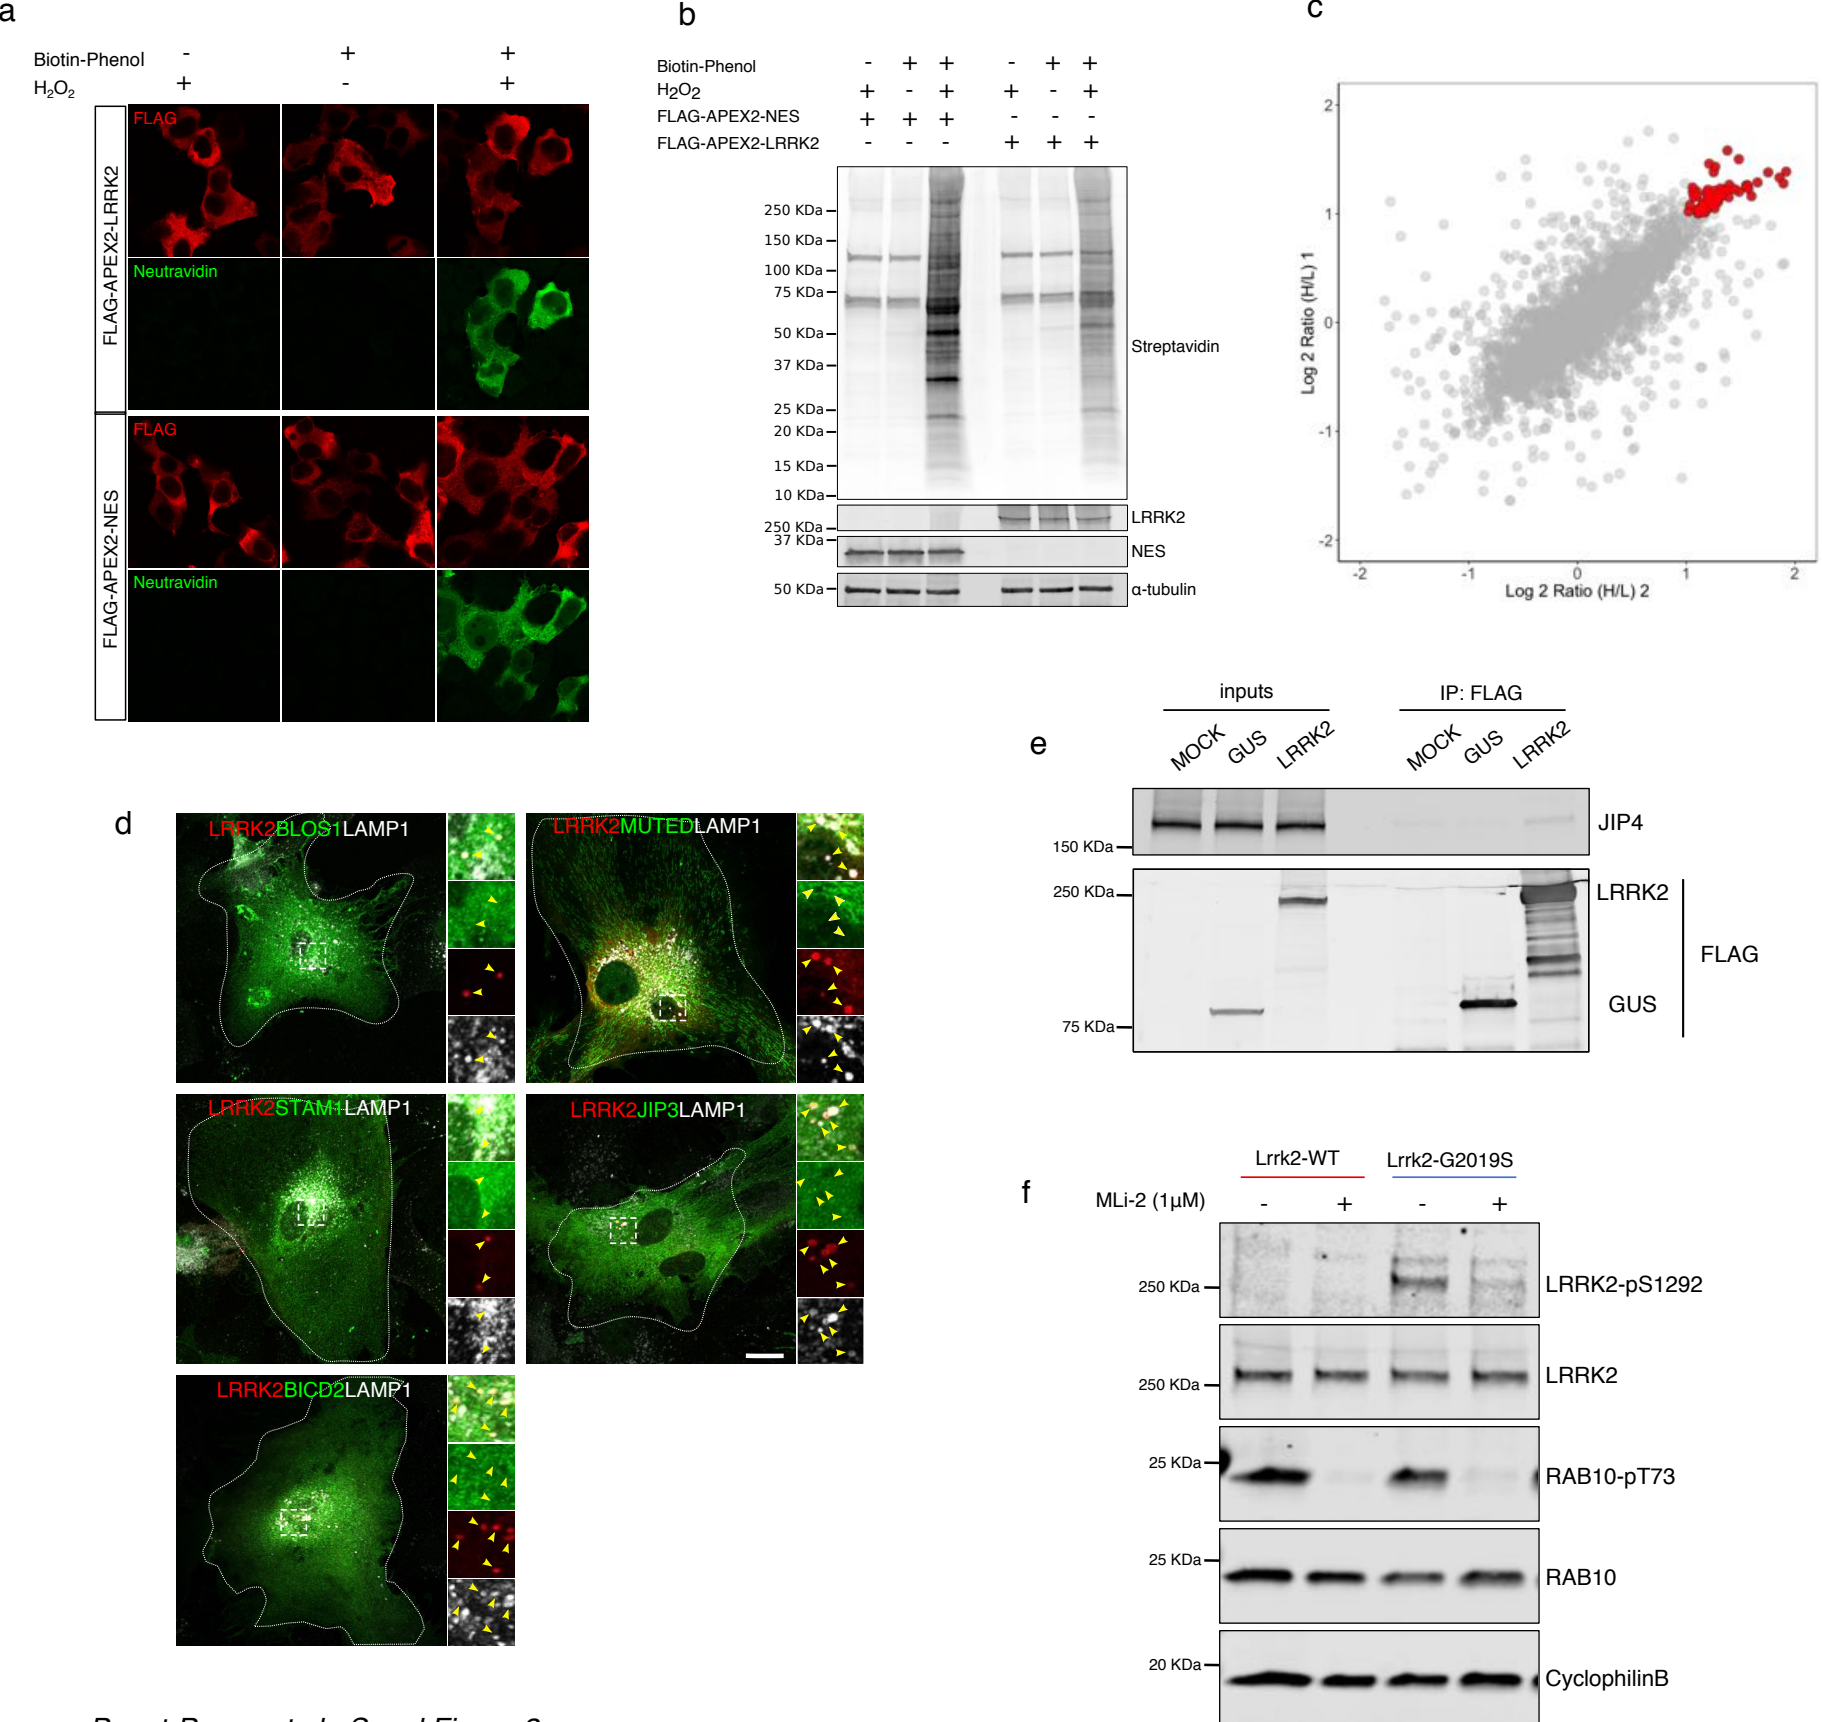 a
Biotin-Phenol - + +
H2O2 + - +
FLAG-APEX2-LRRK2
FLAG
Neutravidin
FLAG-APEX2-NES
FLAG
Neutravidin
b
Biotin-Phenol - + + - + +
H2O2 + - + + - +
FLAG-APEX2-NES + + + - - -
FLAG-APEX2-LRRK2 - - - + + +
250 KDa
150 KDa
100 KDa
75 KDa
50 KDa
37 KDa
25 KDa
20 KDa
15 KDa
10 KDa
Streptavidin
250 KDa
LRRK2
37 KDa
NES
50 KDa
α-tubulin
c
Log 2 Ratio (H/L) 1
2
1
0
-1
-2
-2 -1 0 1 2
Log 2 Ratio (H/L) 2
d
LRRK2BLOS1LAMP1
LRRK2MUTEDLAMP1
LRRK2STAM1LAMP1
LRRK2JIP3LAMP1
LRRK2BICD2LAMP1
e
inputs IP: FLAG
MOCK GUS LRRK2 MOCK GUS LRRK2
JIP4
150 KDa
250 KDa
LRRK2
FLAG
GUS
75 KDa
f
Lrrk2-WT Lrrk2-G2019S
MLi-2 (1μM) - + - +
250 KDa LRRK2-pS1292
250 KDa LRRK2
25 KDa RAB10-pT73
25 KDa RAB10
20 KDa CyclophilinB